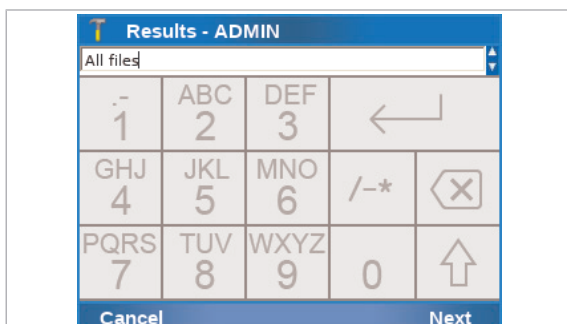 Results - ADMIN
All files
.- ABC DEF
1 2 3
GHJ JKL MNO /-*
4 5 6
PQRS TUV WXYZ
7 8 9 0
Cancel Next